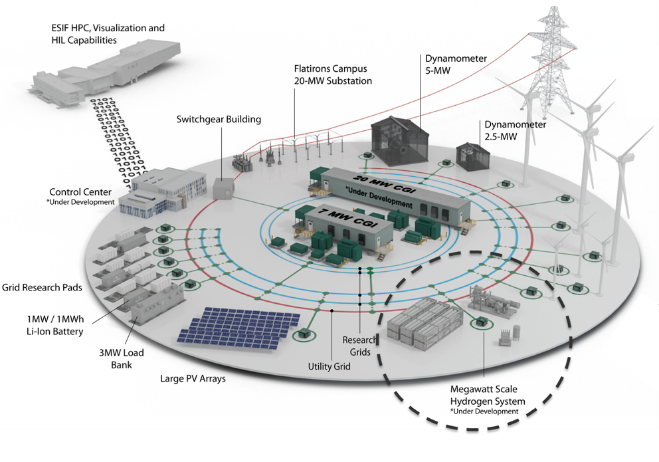 ESIF HPC, Visualization and
HIL Capabilities
Flatirons Campus
20-MW Substation
Dynamometer
5-MW
Switchgear Building
Dynamometer
2.5-MW
20 MW CGI
*Under Development
7 MW CGI
Control Center
*Under Development
Grid Research Pads
1MW / 1MWh
Li-Ion Battery
3MW Load
Bank
Large PV Arrays
Utility Grid
Research
Grids
Megawatt Scale
Hydrogen System
*Under Development